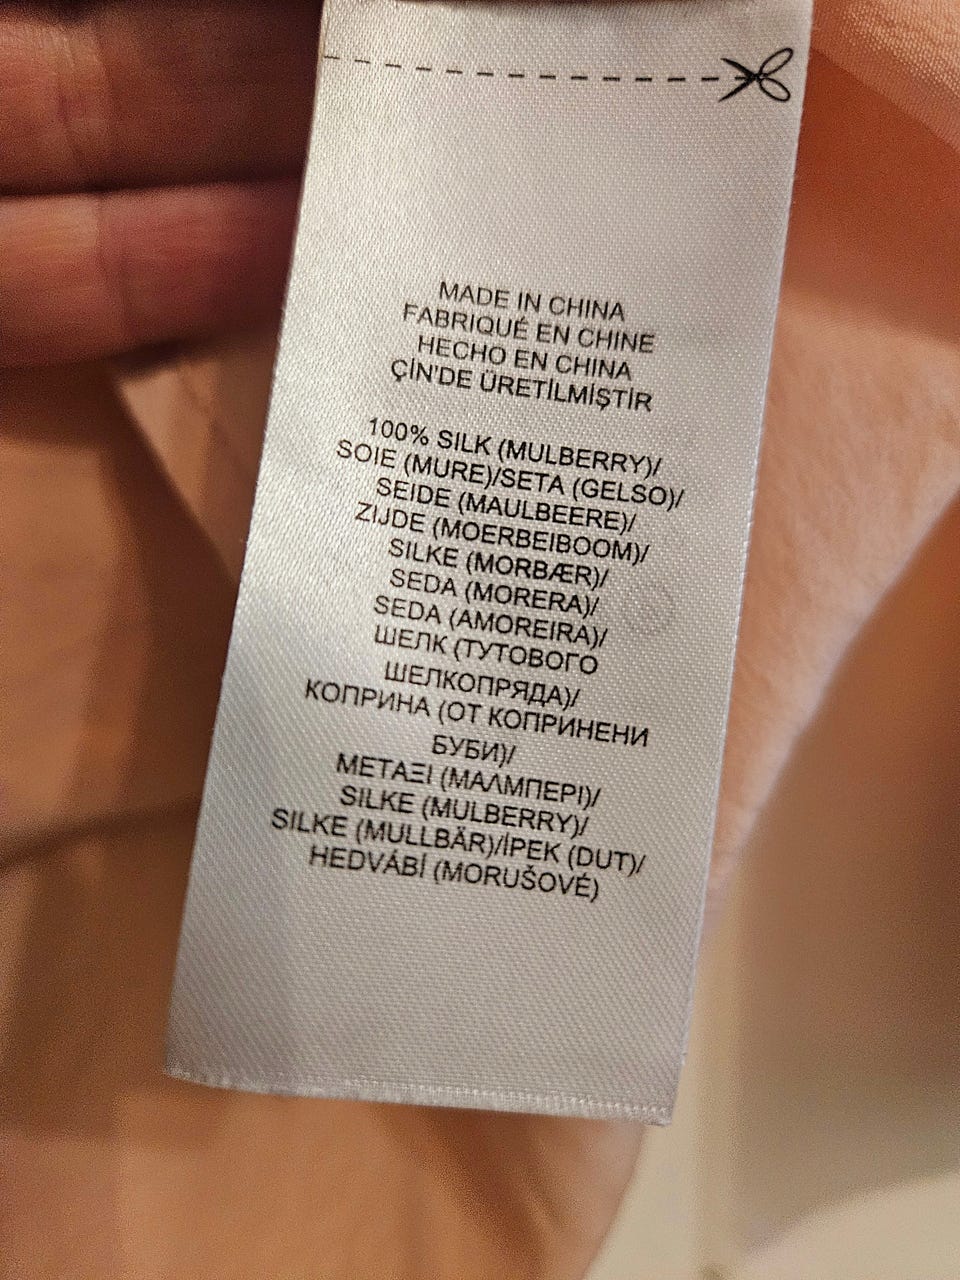 MADE IN CHINA
FABRIQUÉ EN CHINE
HECHO EN CHINA
ÇİN'DE ÜRETİLMİŞTİR
100% SILK (MULBERRY)/
SOIE (MURE)/SETA (GELSO)/
SEIDE (MAULBEERE)/
ZIJDE (MOERBEIBOOM)/
SILKE (MORBÆR)/
SEDA (MORERA)/
SEDA (AMOREIRA)/
ШЕЛК (ТУТОВОГО
ШЕЛКОПРЯДА)/
КОПРИНА (ОТ КОПРИНЕНИ
БУБИ)/
ΜΕΤΑΞΙ (ΜΑΛΜΠΕΡΙ)/
SILKE (MULBERRY)/
SILKE (MULLBÄR)/İPEK (DUT)/
HEDVÁBÍ (MORUŠOVÉ)